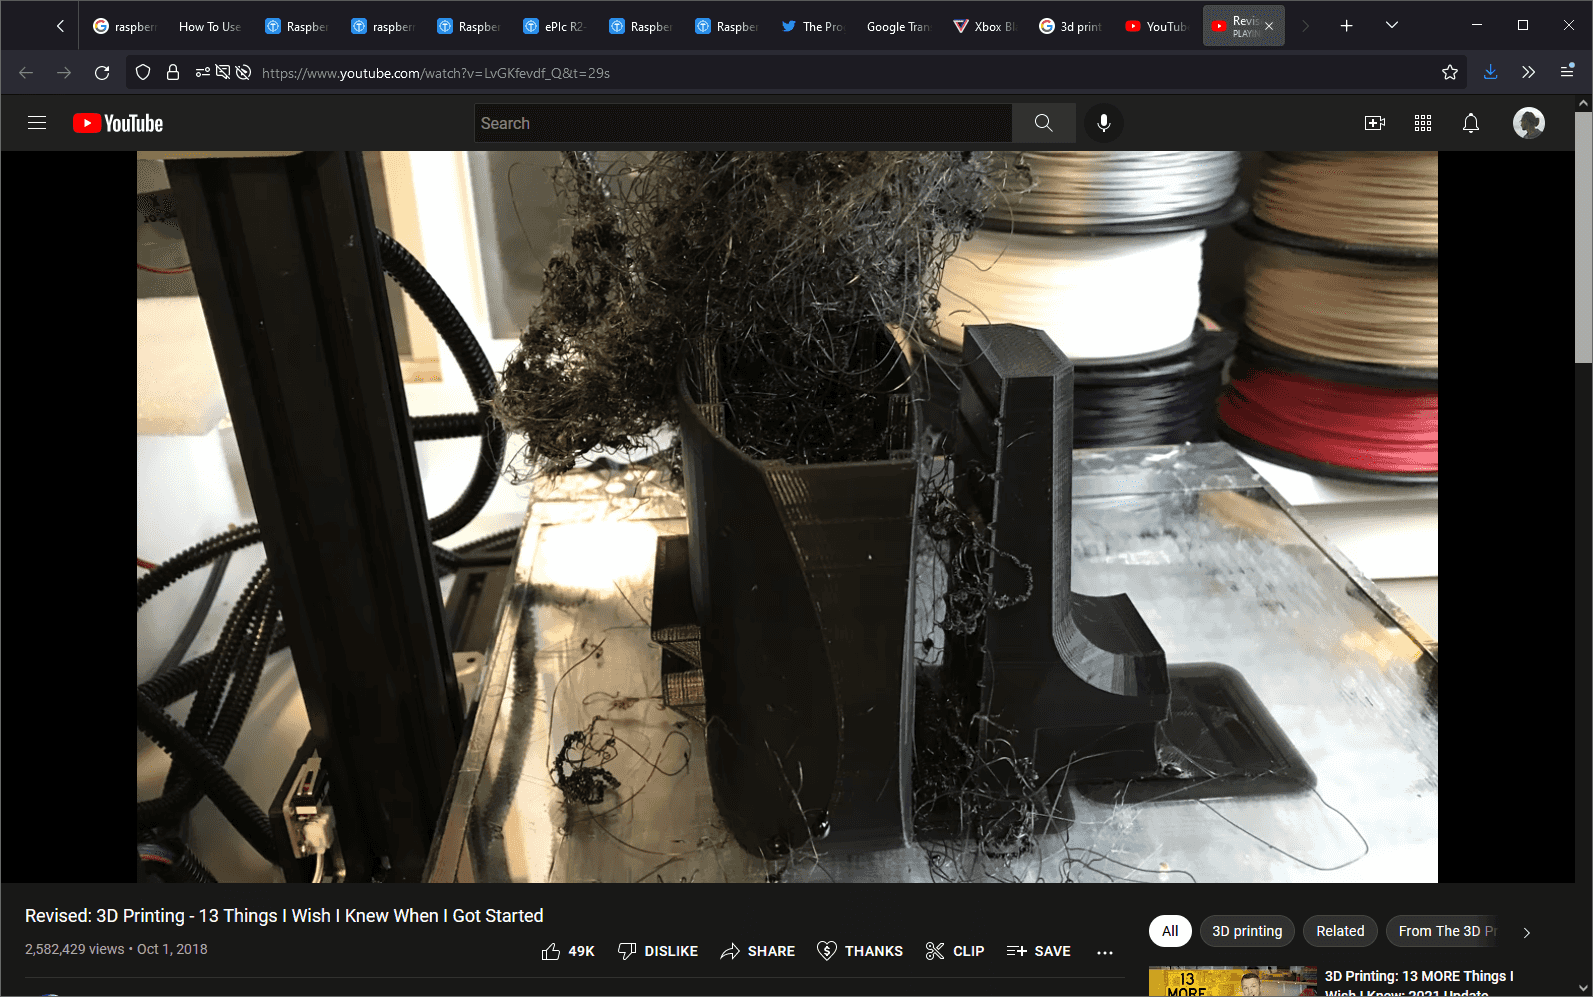 raspberr
How To Use
Raspber
raspberr
Raspber
ePIc R2-
Raspber
Raspber
The Pro
Google Tran
Xbox Bl
3d print
YouTub
Revis
PLAYIN
https://www.youtube.com/watch?v=LvGKfevdf_Q&t=29s
YouTube
Search
Revised: 3D Printing - 13 Things I Wish I Knew When I Got Started
2,582,429 views • Oct 1, 2018
49K
DISLIKE
SHARE
THANKS
CLIP
SAVE
All
3D printing
Related
From The 3D Pr
13
MORE
3D Printing: 13 MORE Things I
Wish I Knew: 2021 Update